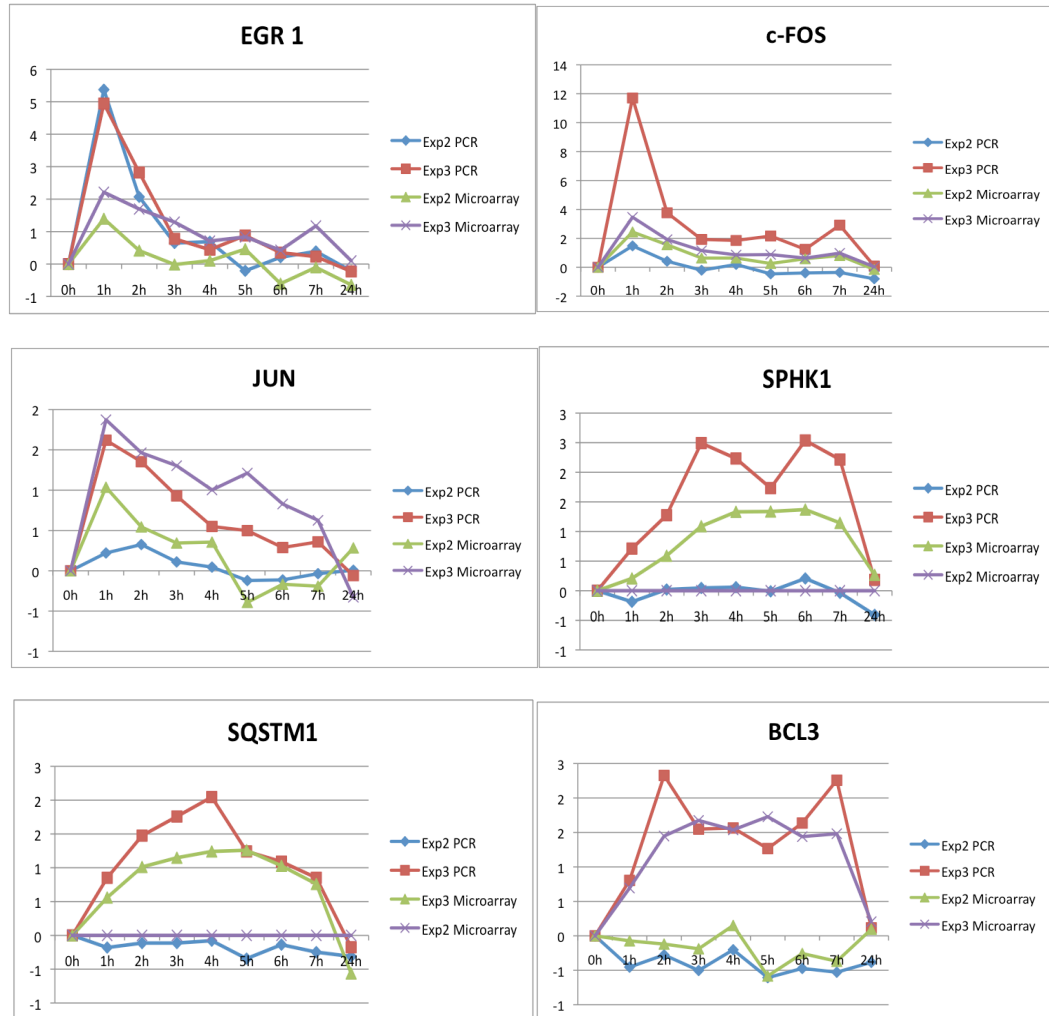 EGR 1
6
5
4
3
2
1
0
-1
0h 1h 2h 3h 4h 5h 6h 7h 24h
Exp2 PCR
Exp3 PCR
Exp2 Microarray
Exp3 Microarray
c-FOS
14
12
10
8
6
4
2
0
-2
0h 1h 2h 3h 4h 5h 6h 7h 24h
Exp2 PCR
Exp3 PCR
Exp2 Microarray
Exp3 Microarray
JUN
2
2
1
1
0
-1
-1
0h 1h 2h 3h 4h 5h 6h 7h 24h
Exp2 PCR
Exp3 PCR
Exp2 Microarray
Exp3 Microarray
SPHK1
3
3
2
2
1
1
0
-1
-1
0h 1h 2h 3h 4h 5h 6h 7h 24h
Exp2 PCR
Exp3 PCR
Exp3 Microarray
Exp2 Microarray
SQSTM1
3
2
2
1
1
0
-1
-1
0h 1h 2h 3h 4h 5h 6h 7h 24h
Exp2 PCR
Exp3 PCR
Exp3 Microarray
Exp2 Microarray
BCL3
3
2
2
1
1
0
-1
-1
0h 1h 2h 3h 4h 5h 6h 7h 24h
Exp2 PCR
Exp3 PCR
Exp2 Microarray
Exp3 Microarray